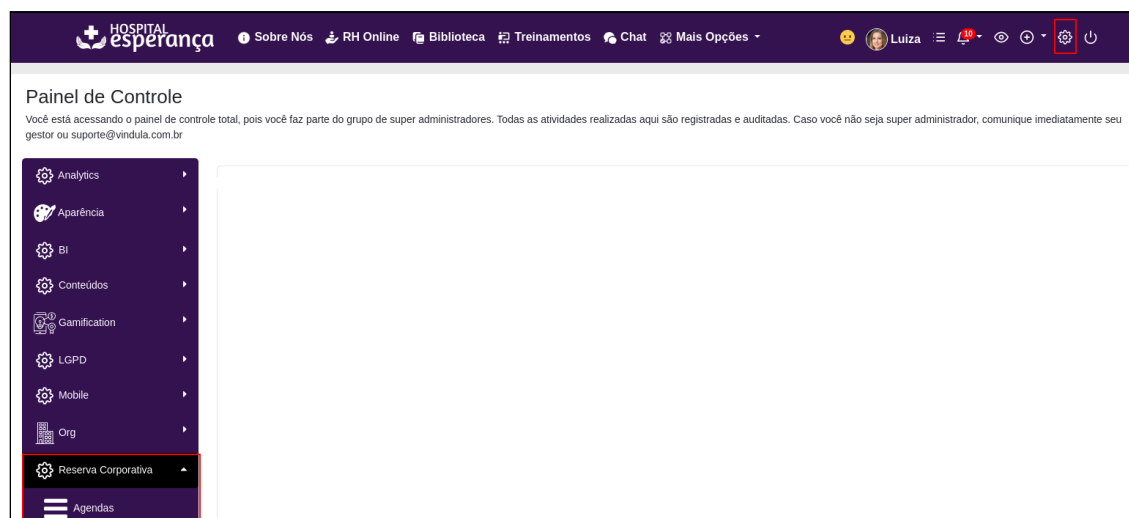 HOSPITAL
esperança
Sobre Nós RH Online Biblioteca Treinamentos Chat Mais Opções Luiza 10
Painel de Controle
Você está acessando o painel de controle total, pois você faz parte do grupo de super administradores. Todas as atividades realizadas aqui são registradas e auditadas. Caso você não seja super administrador, comunique imediatamente seu
gestor ou suporte@vindula.com.br
Analytics
Aparência
BI
Conteúdos
Gamification
LGPD
Mobile
Org
Reserva Corporativa
Agendas